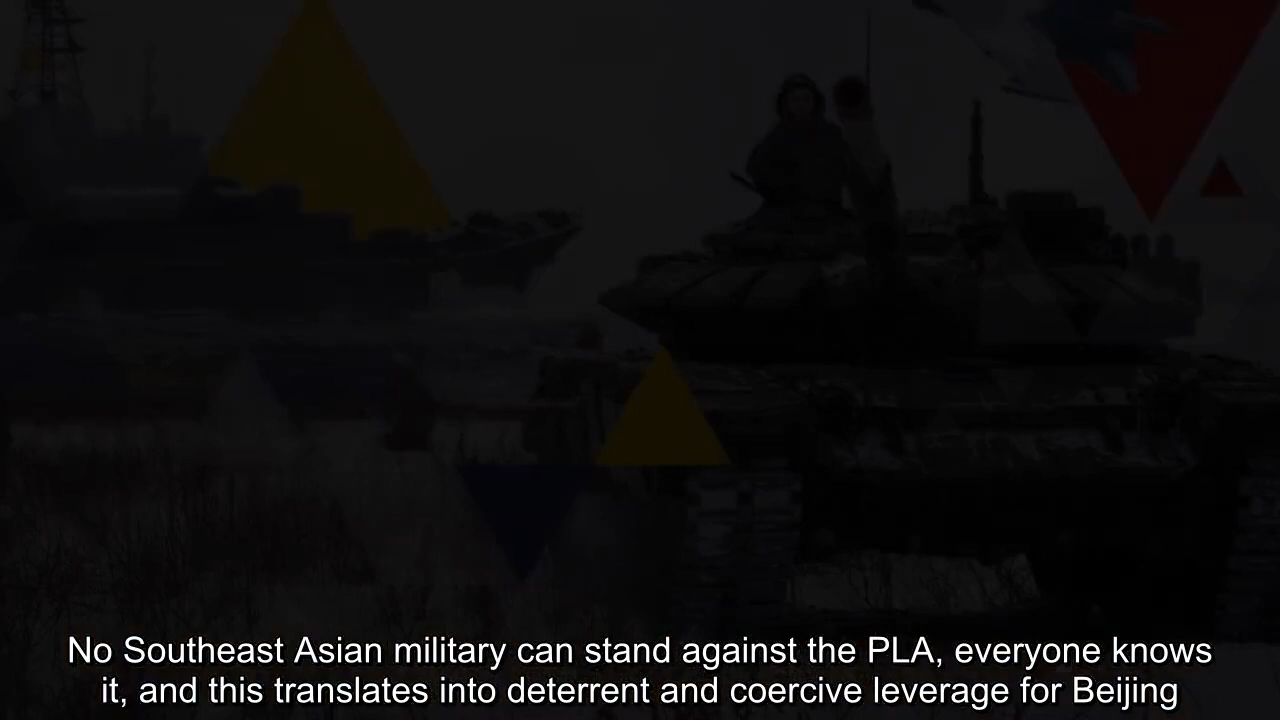 No Southeast Asian military can stand against the PLA, everyone knows
it, and this translates into deterrent and coercive leverage for Beijing